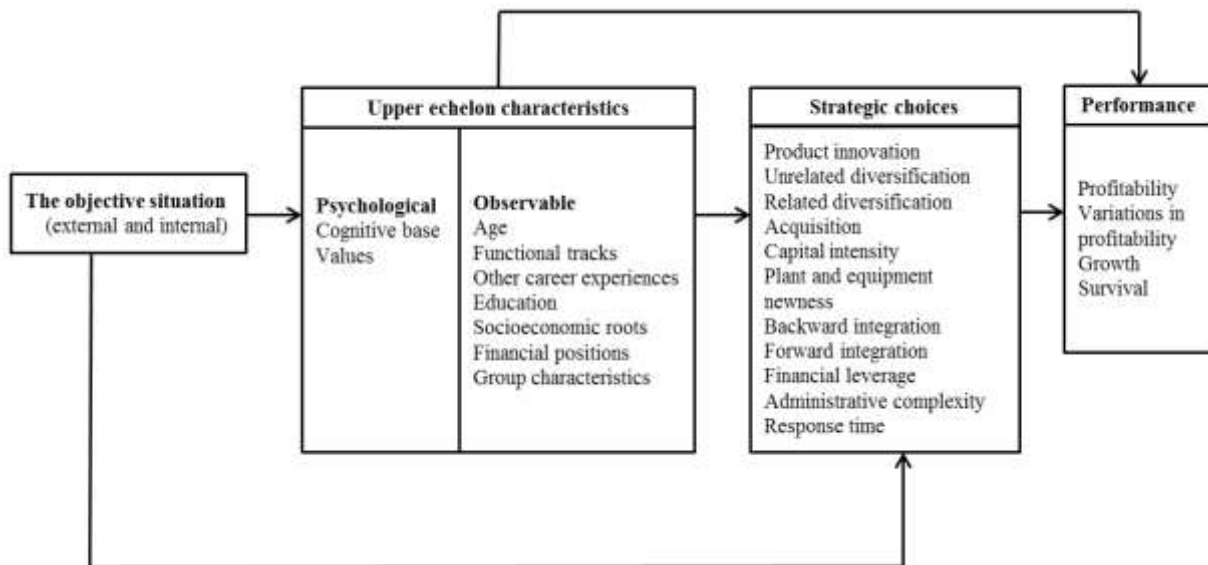 The objective situation
(external and internal)
Upper echelon characteristics
Psychological
Cognitive base
Values
Observable
Age
Functional tracks
Other career experiences
Education
Socioeconomic roots
Financial positions
Group characteristics
Strategic choices
Product innovation
Unrelated diversification
Related diversification
Acquisition
Capital intensity
Plant and equipment
newness
Backward integration
Forward integration
Financial leverage
Administrative complexity
Response time
Performance
Profitability
Variations in
profitability
Growth
Survival